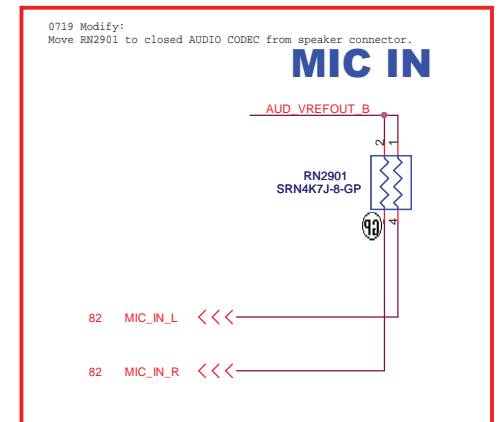 0719 Modify:
Move RN2901 to closed AUDIO CODEC from speaker connector.
MIC IN
AUD_VREFOUT_B
2 1
RN2901
SRN4K7J-8-GP
GP
4
82 MIC_IN_L
82 MIC_IN_R